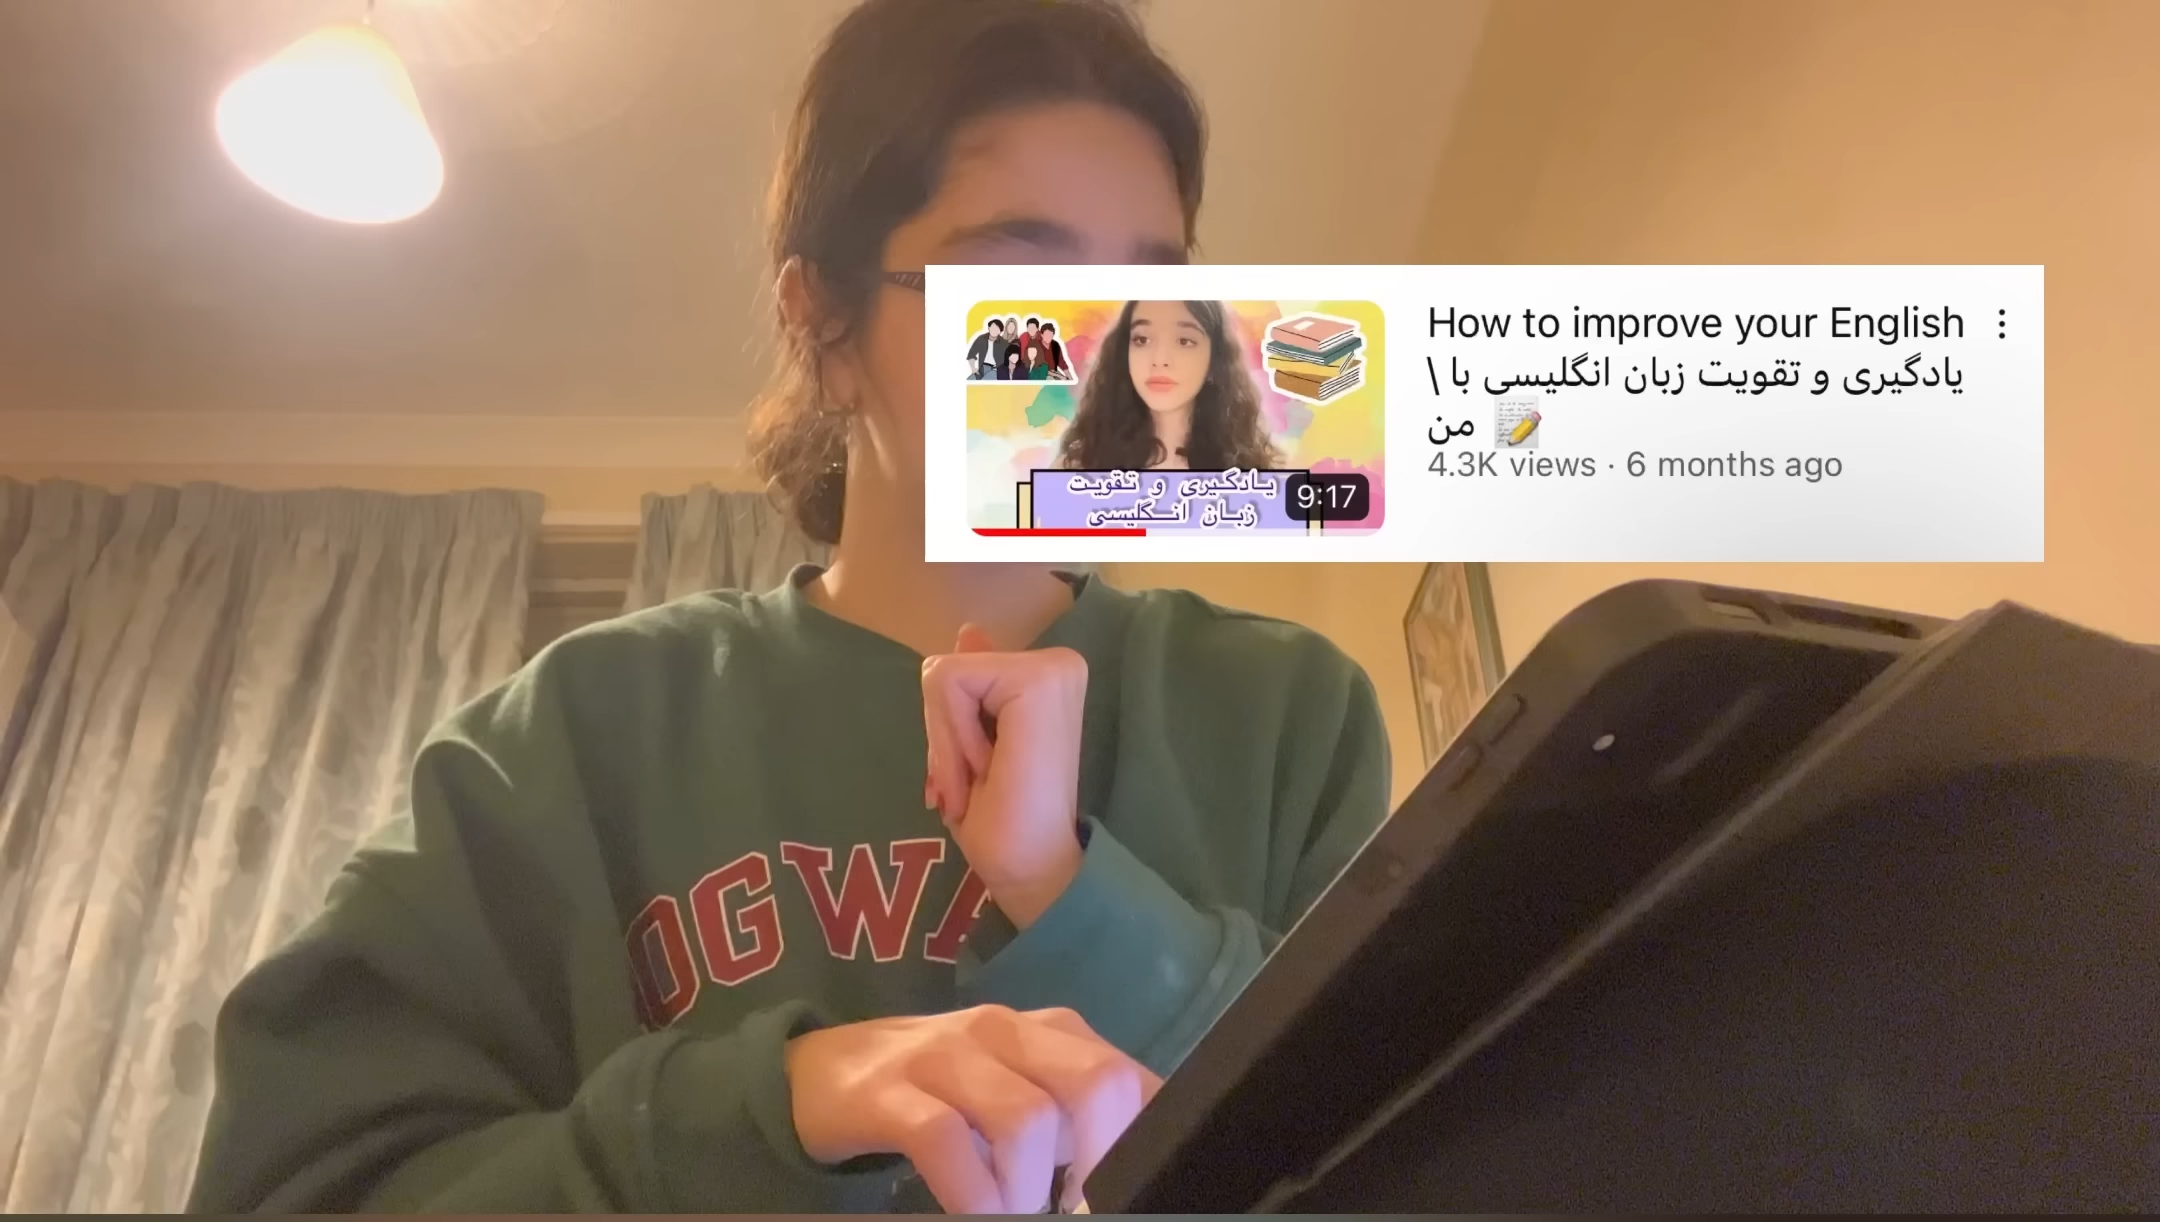 How to improve your English
\ یادگیری و تقویت زبان انگلیسی با
من 📝
4.3K views · 6 months ago
یادگیری و تقویت
زبان انگلیسی
9:17
OGWA